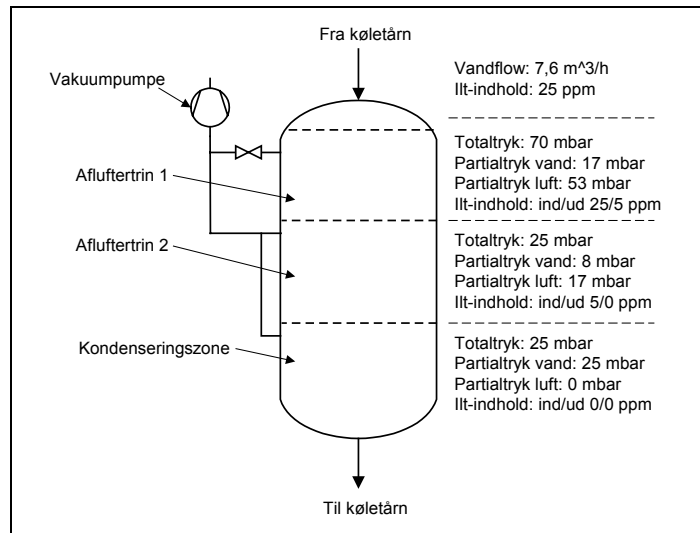 Fra køletårn
Vakuumpumpe
Vandflow: 7,6 m^3/h
Ilt-indhold: 25 ppm
Afluftertrin 1
Totaltryk: 70 mbar
Partialtryk vand: 17 mbar
Partialtryk luft: 53 mbar
Ilt-indhold: ind/ud 25/5 ppm
Afluftertrin 2
Totaltryk: 25 mbar
Partialtryk vand: 8 mbar
Partialtryk luft: 17 mbar
Ilt-indhold: ind/ud 5/0 ppm
Kondenseringszone
Totaltryk: 25 mbar
Partialtryk vand: 25 mbar
Partialtryk luft: 0 mbar
Ilt-indhold: ind/ud 0/0 ppm
Til køletårn